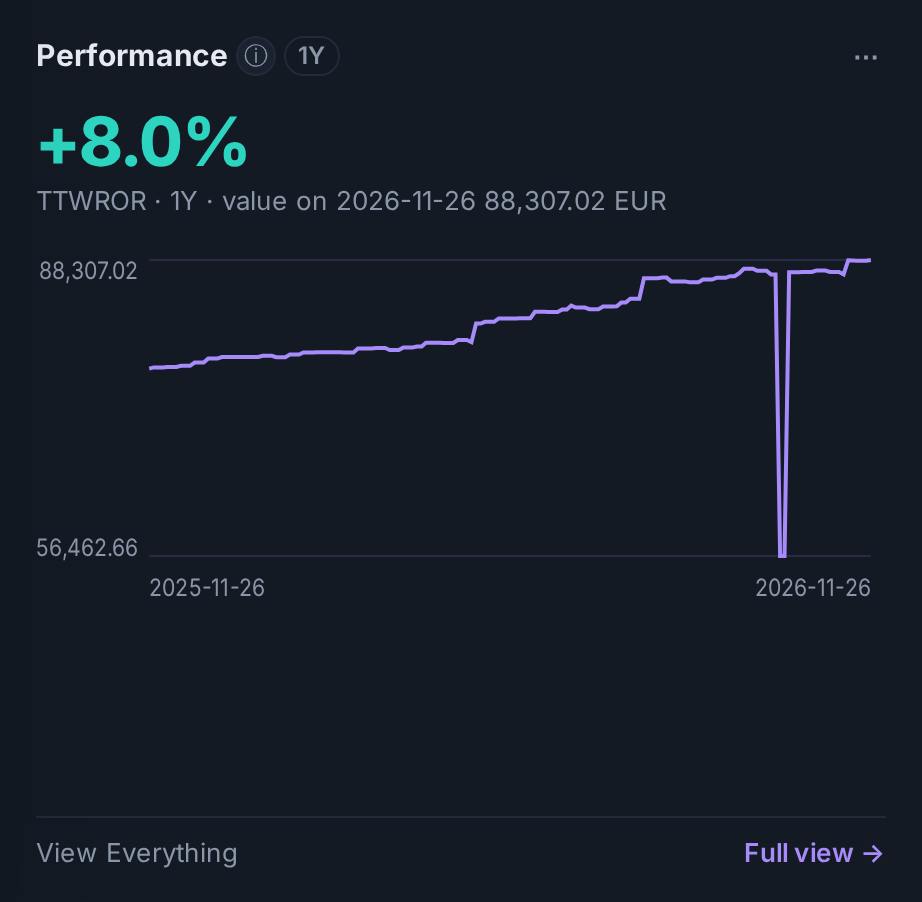 Performance ⓘ 1Y ...
+8.0%
TTWROR · 1Y · value on 2026-11-26 88,307.02 EUR
88,307.02
56,462.66
2025-11-26 2026-11-26
View Everything Full view →